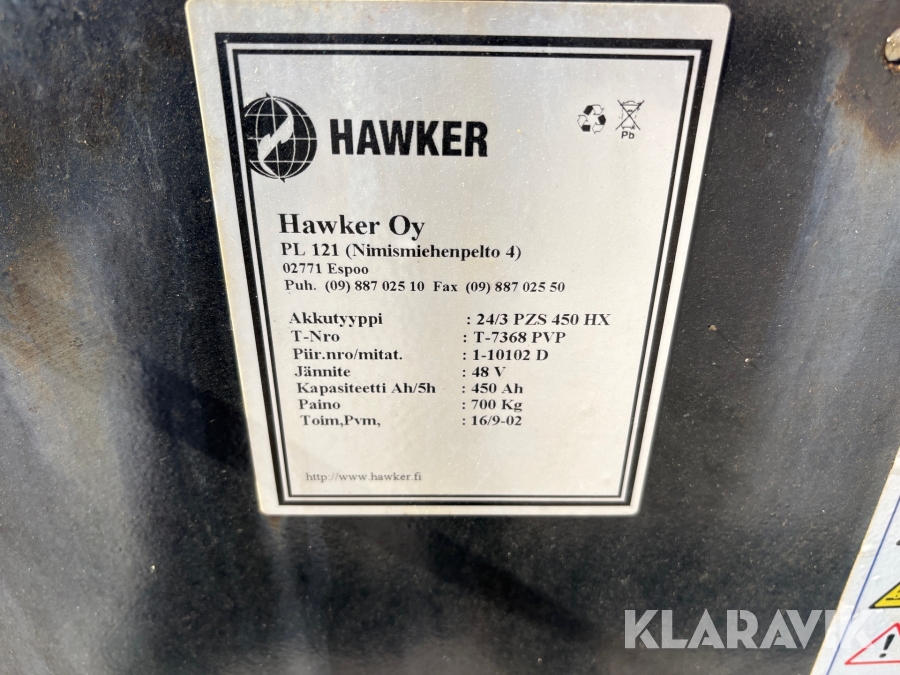 HAWKER
Pb
Hawker Oy
PL 121 (Nimismiehenpelto 4)
02771 Espoo
Puh. (09) 887 025 10 Fax (09) 887 025 50
Akkutyyppi : 24/3 PZS 450 HX
T-Nro : T-7368 PVP
Piir.nro/mitat. : 1-10102 D
Jännite : 48 V
Kapasiteetti Ah/5h : 450 Ah
Paino : 700 Kg
Toim,Pvm, : 16/9-02
http://www.hawker.fi
KLARAVIK